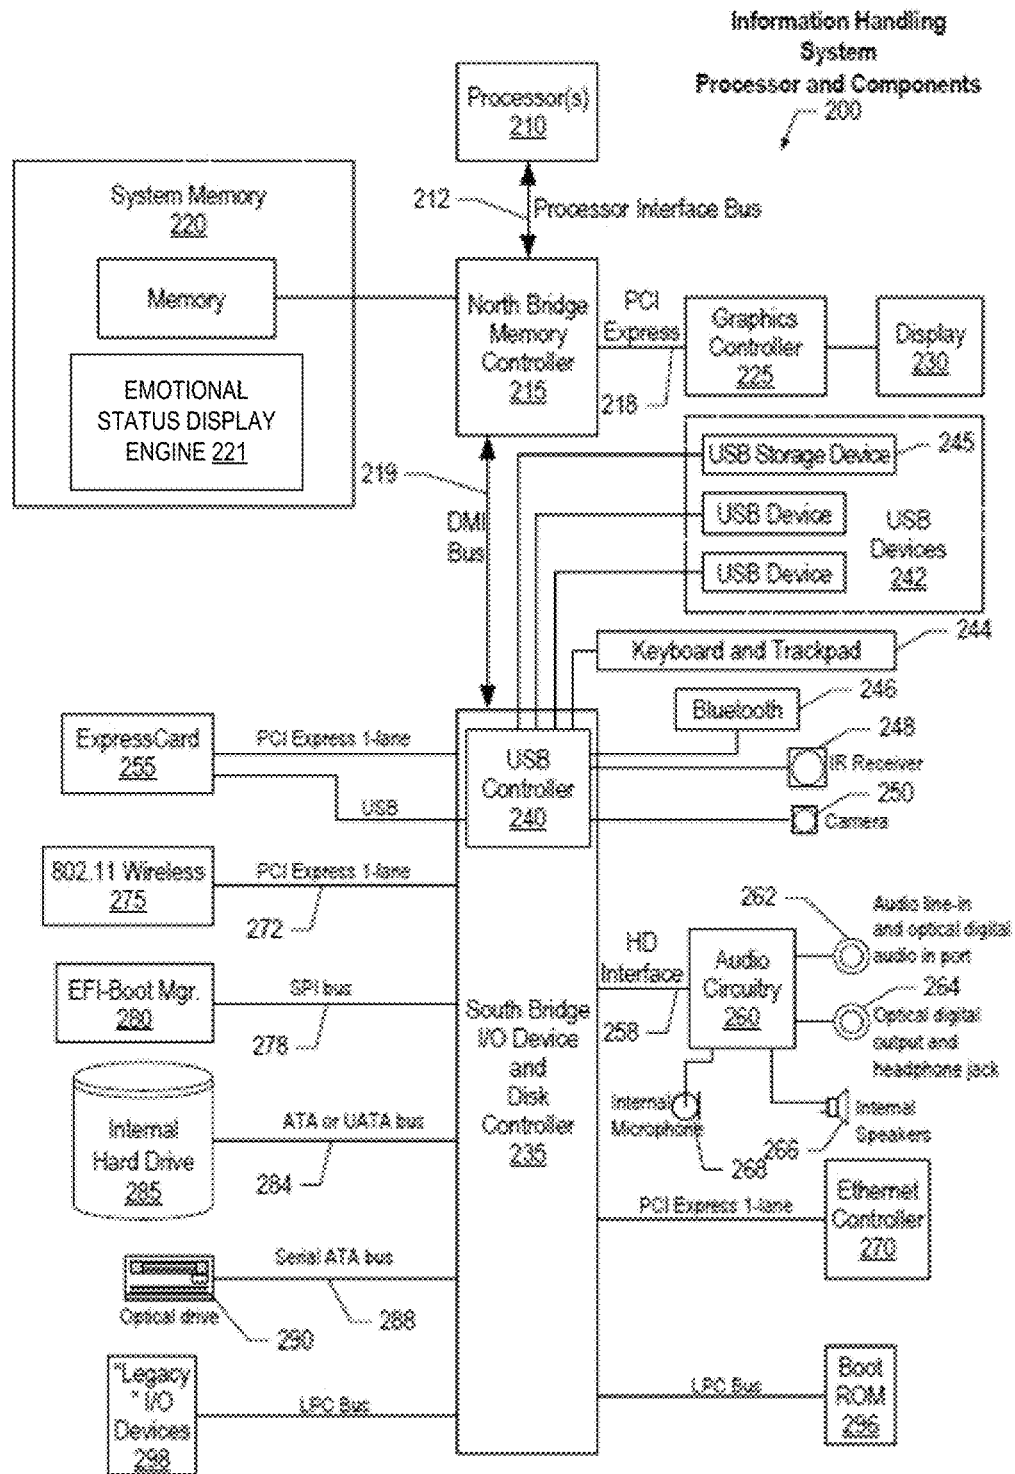 Information Handling
System
Processor and Components
200
Processor(s)
210
212
Processor Interface Bus
System Memory
220
Memory
EMOTIONAL
STATUS DISPLAY
ENGINE 221
North Bridge
Memory
Controller
215
PCI
Express
218
Graphics
Controller
225
Display
230
219
DMI
Bus
USB Storage Device
245
USB Device
USB Device
USB
Devices
242
Keyboard and Trackpad
244
Bluetooth
246
248
IR Receiver
250
Camera
ExpressCard
255
PCI Express 1-lane
USB
USB
Controller
240
802.11 Wireless
275
PCI Express 1-lane
272
EFI-Boot Mgr.
280
SPI bus
278
South Bridge
I/O Device
and
Disk
Controller
235
HD
Interface
258
Audio
Circuitry
260
262
Audio line-in
and optical digital
audio in port
264
Optical digital
output and
headphone jack
Internal
Microphone
268
266
Internal
Speakers
Internal
Hard Drive
285
ATA or UATA bus
284
PCI Express 1-lane
Ethernet
Controller
270
Optical drive
290
Serial ATA bus
288
"Legacy
" I/O
Devices
298
LPC Bus
LPC Bus
Boot
ROM
296